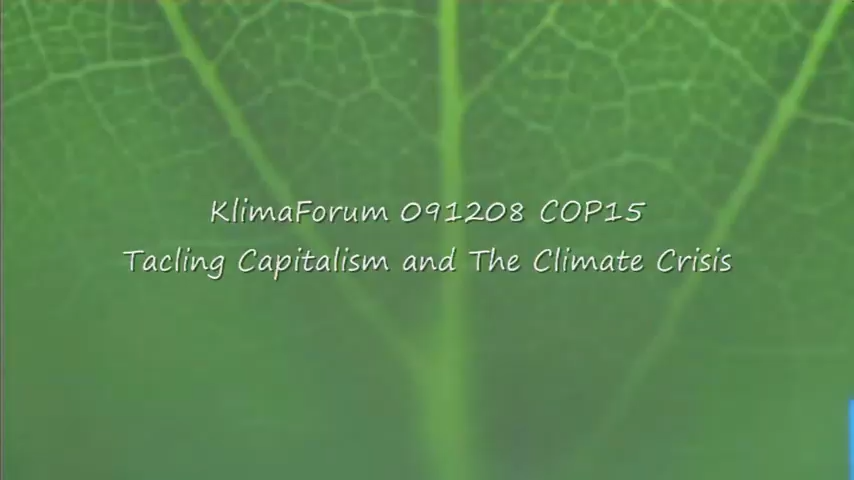 KlimaForum 091208 COP15
Tacling Capitalism and The Climate Crisis